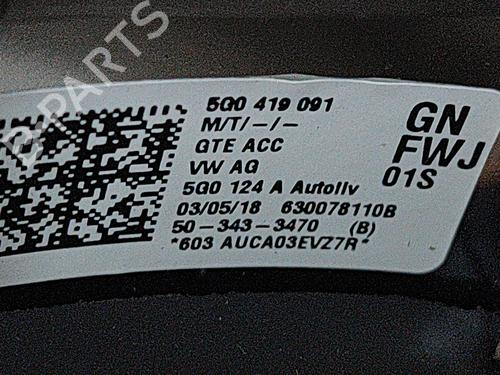 B-PARTS
5G0 419 091
M/T/-/-
GTE ACC
VW AG
5G0 124 A Autoliv
03/05/18 630078110B
50-343-3470 (B)
*603 AUCA03EVZ7R*
GN
FWJ
01S